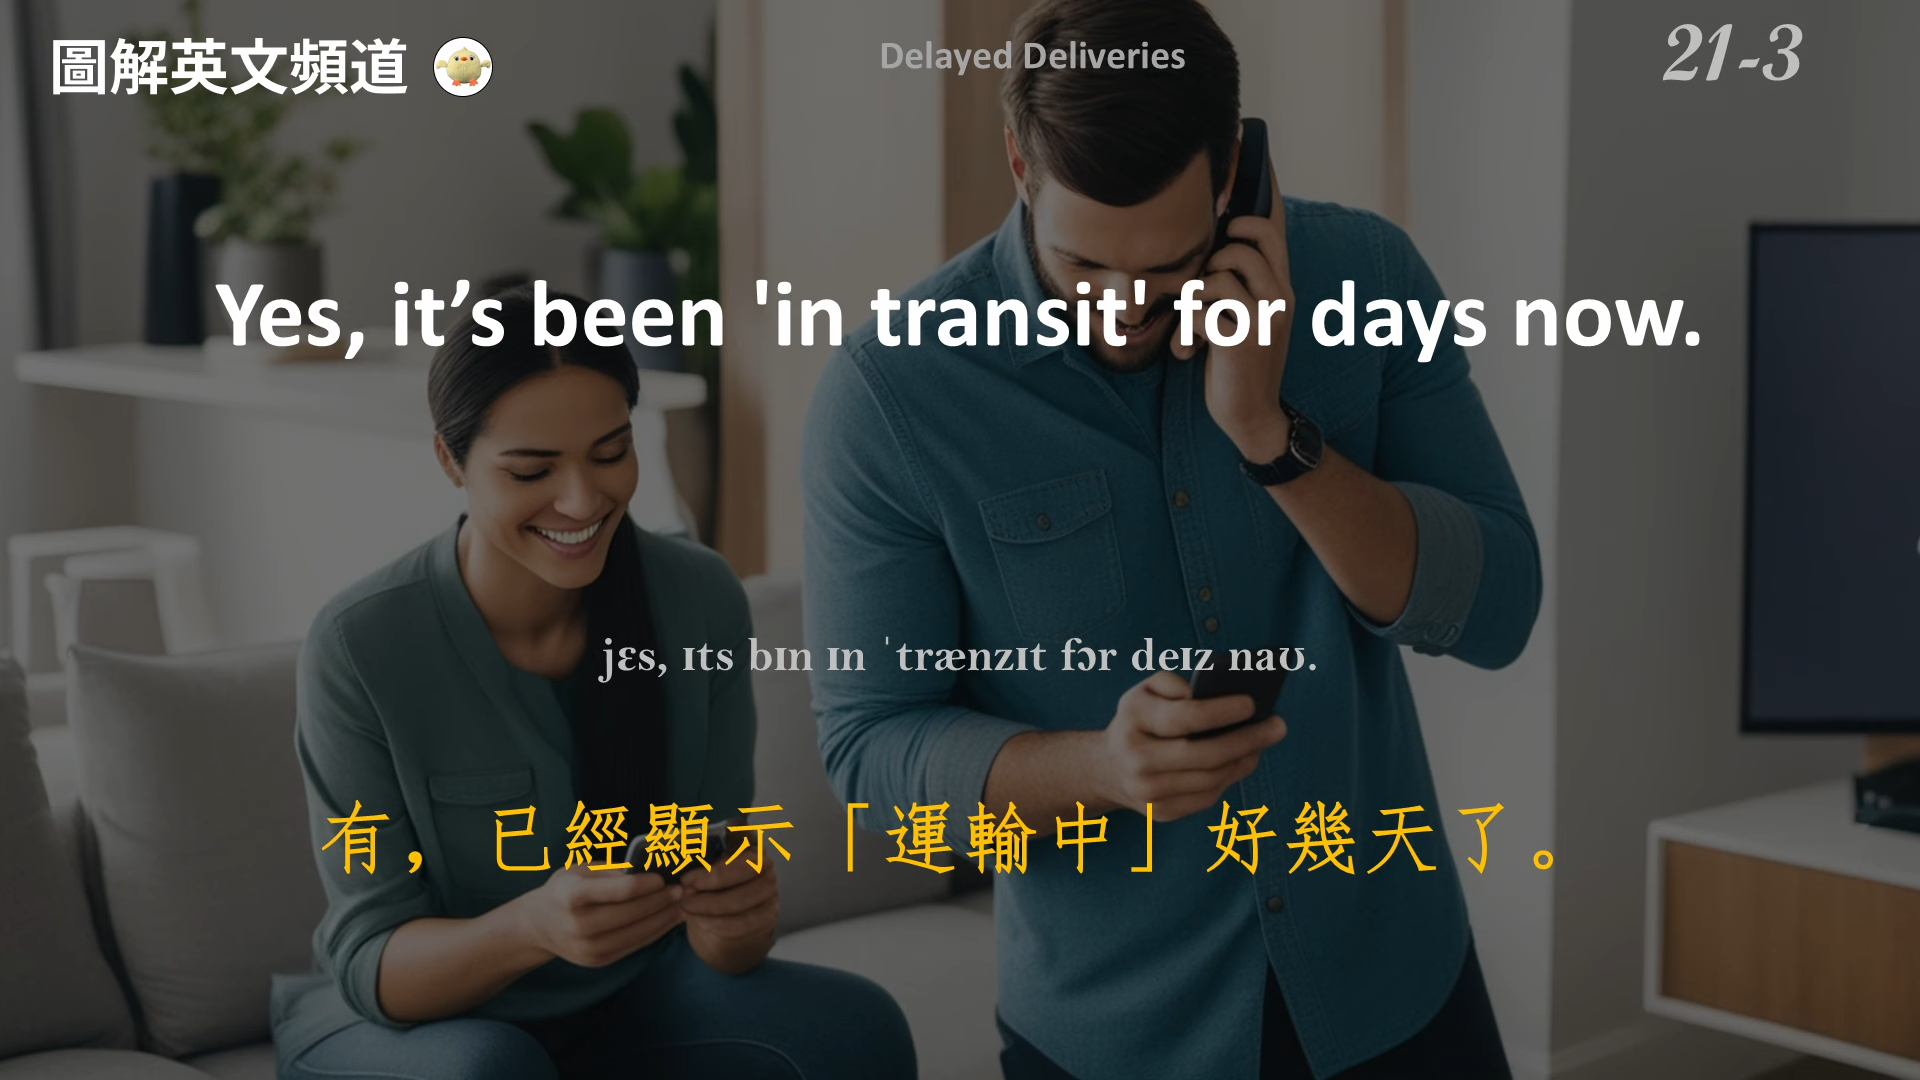 圖解英文頻道
Delayed Deliveries
21-3
Yes, it’s been 'in transit' for days now.
jɛs, ɪts bɪn ɪn ˈtrænzɪt fɔr deɪz naʊ.
有，已經顯示「運輸中」好幾天了。